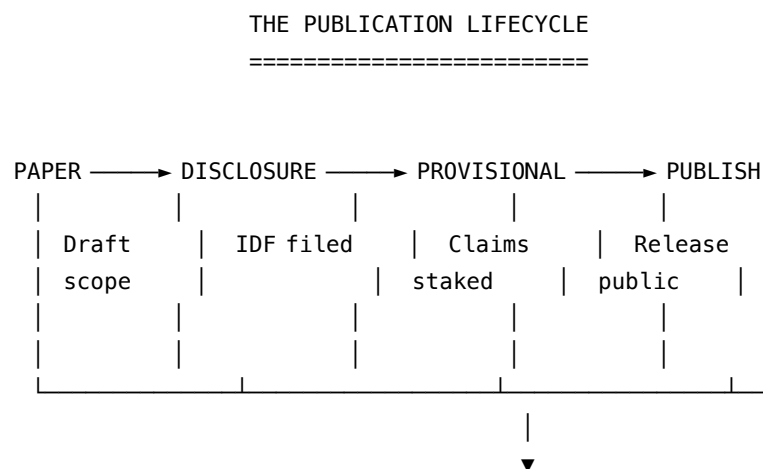 THE PUBLICATION LIFECYCLE
=========================
PAPER ───► DISCLOSURE ───► PROVISIONAL ───► PUBLISH
│ │ │ │ │
│ Draft │ IDF filed │ Claims │ Release
│ scope │ │ staked │ public │
│ │ │ │ │
│ │ │ │ │
└──────────┴──────────┴──────────┴──
│
▼